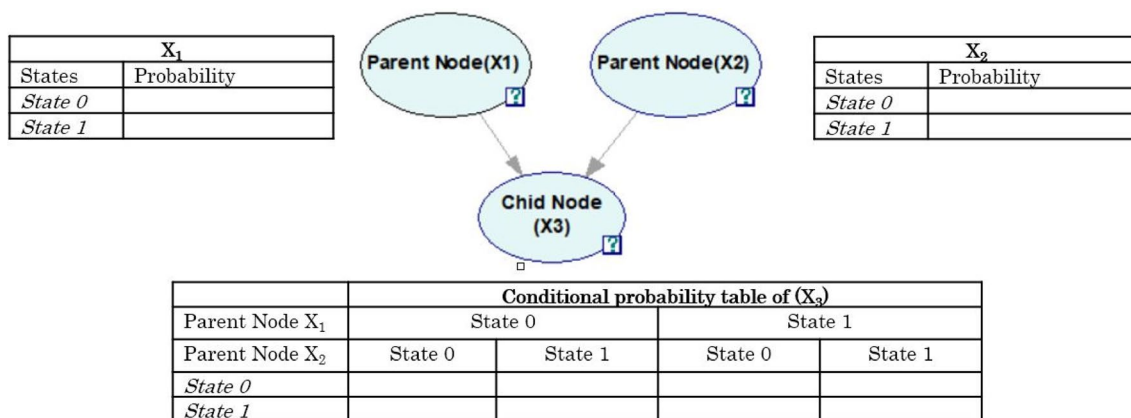 X₁
States Probability
State 0
State 1
Parent Node(X1)
?
Parent Node(X2)
?
X₂
States Probability
State 0
State 1
Chid Node
(X3)
?
Conditional probability table of (X₃)
Parent Node X₁ State 0 State 1
Parent Node X₂ State 0 State 1 State 0 State 1
State 0
State 1